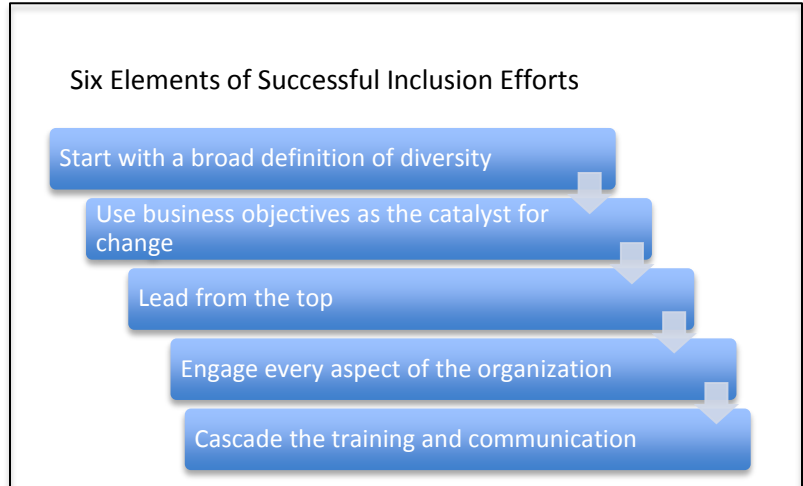 Six Elements of Successful Inclusion Efforts
Start with a broad definition of diversity
Use business objectives as the catalyst for
change
Lead from the top
Engage every aspect of the organization
Cascade the training and communication